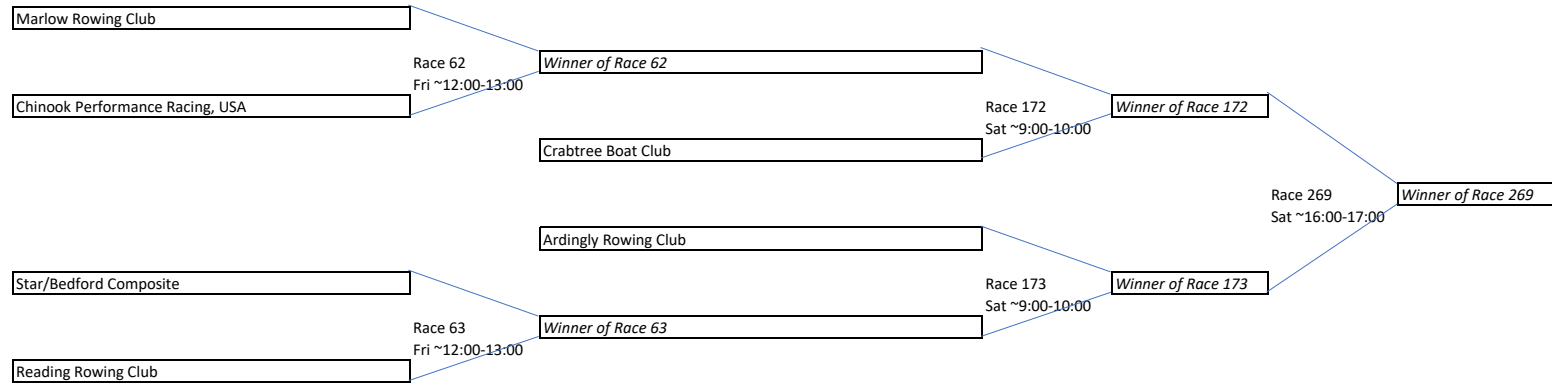 Marlow Rowing Club
Race 62
Fri ~12:00-13:00
Winner of Race 62
Chinook Performance Racing, USA
Race 172
Sat ~9:00-10:00
Winner of Race 172
Crabtree Boat Club
Race 269
Sat ~16:00-17:00
Winner of Race 269
Ardingly Rowing Club
Star/Bedford Composite
Race 173
Sat ~9:00-10:00
Winner of Race 173
Race 63
Fri ~12:00-13:00
Winner of Race 63
Reading Rowing Club